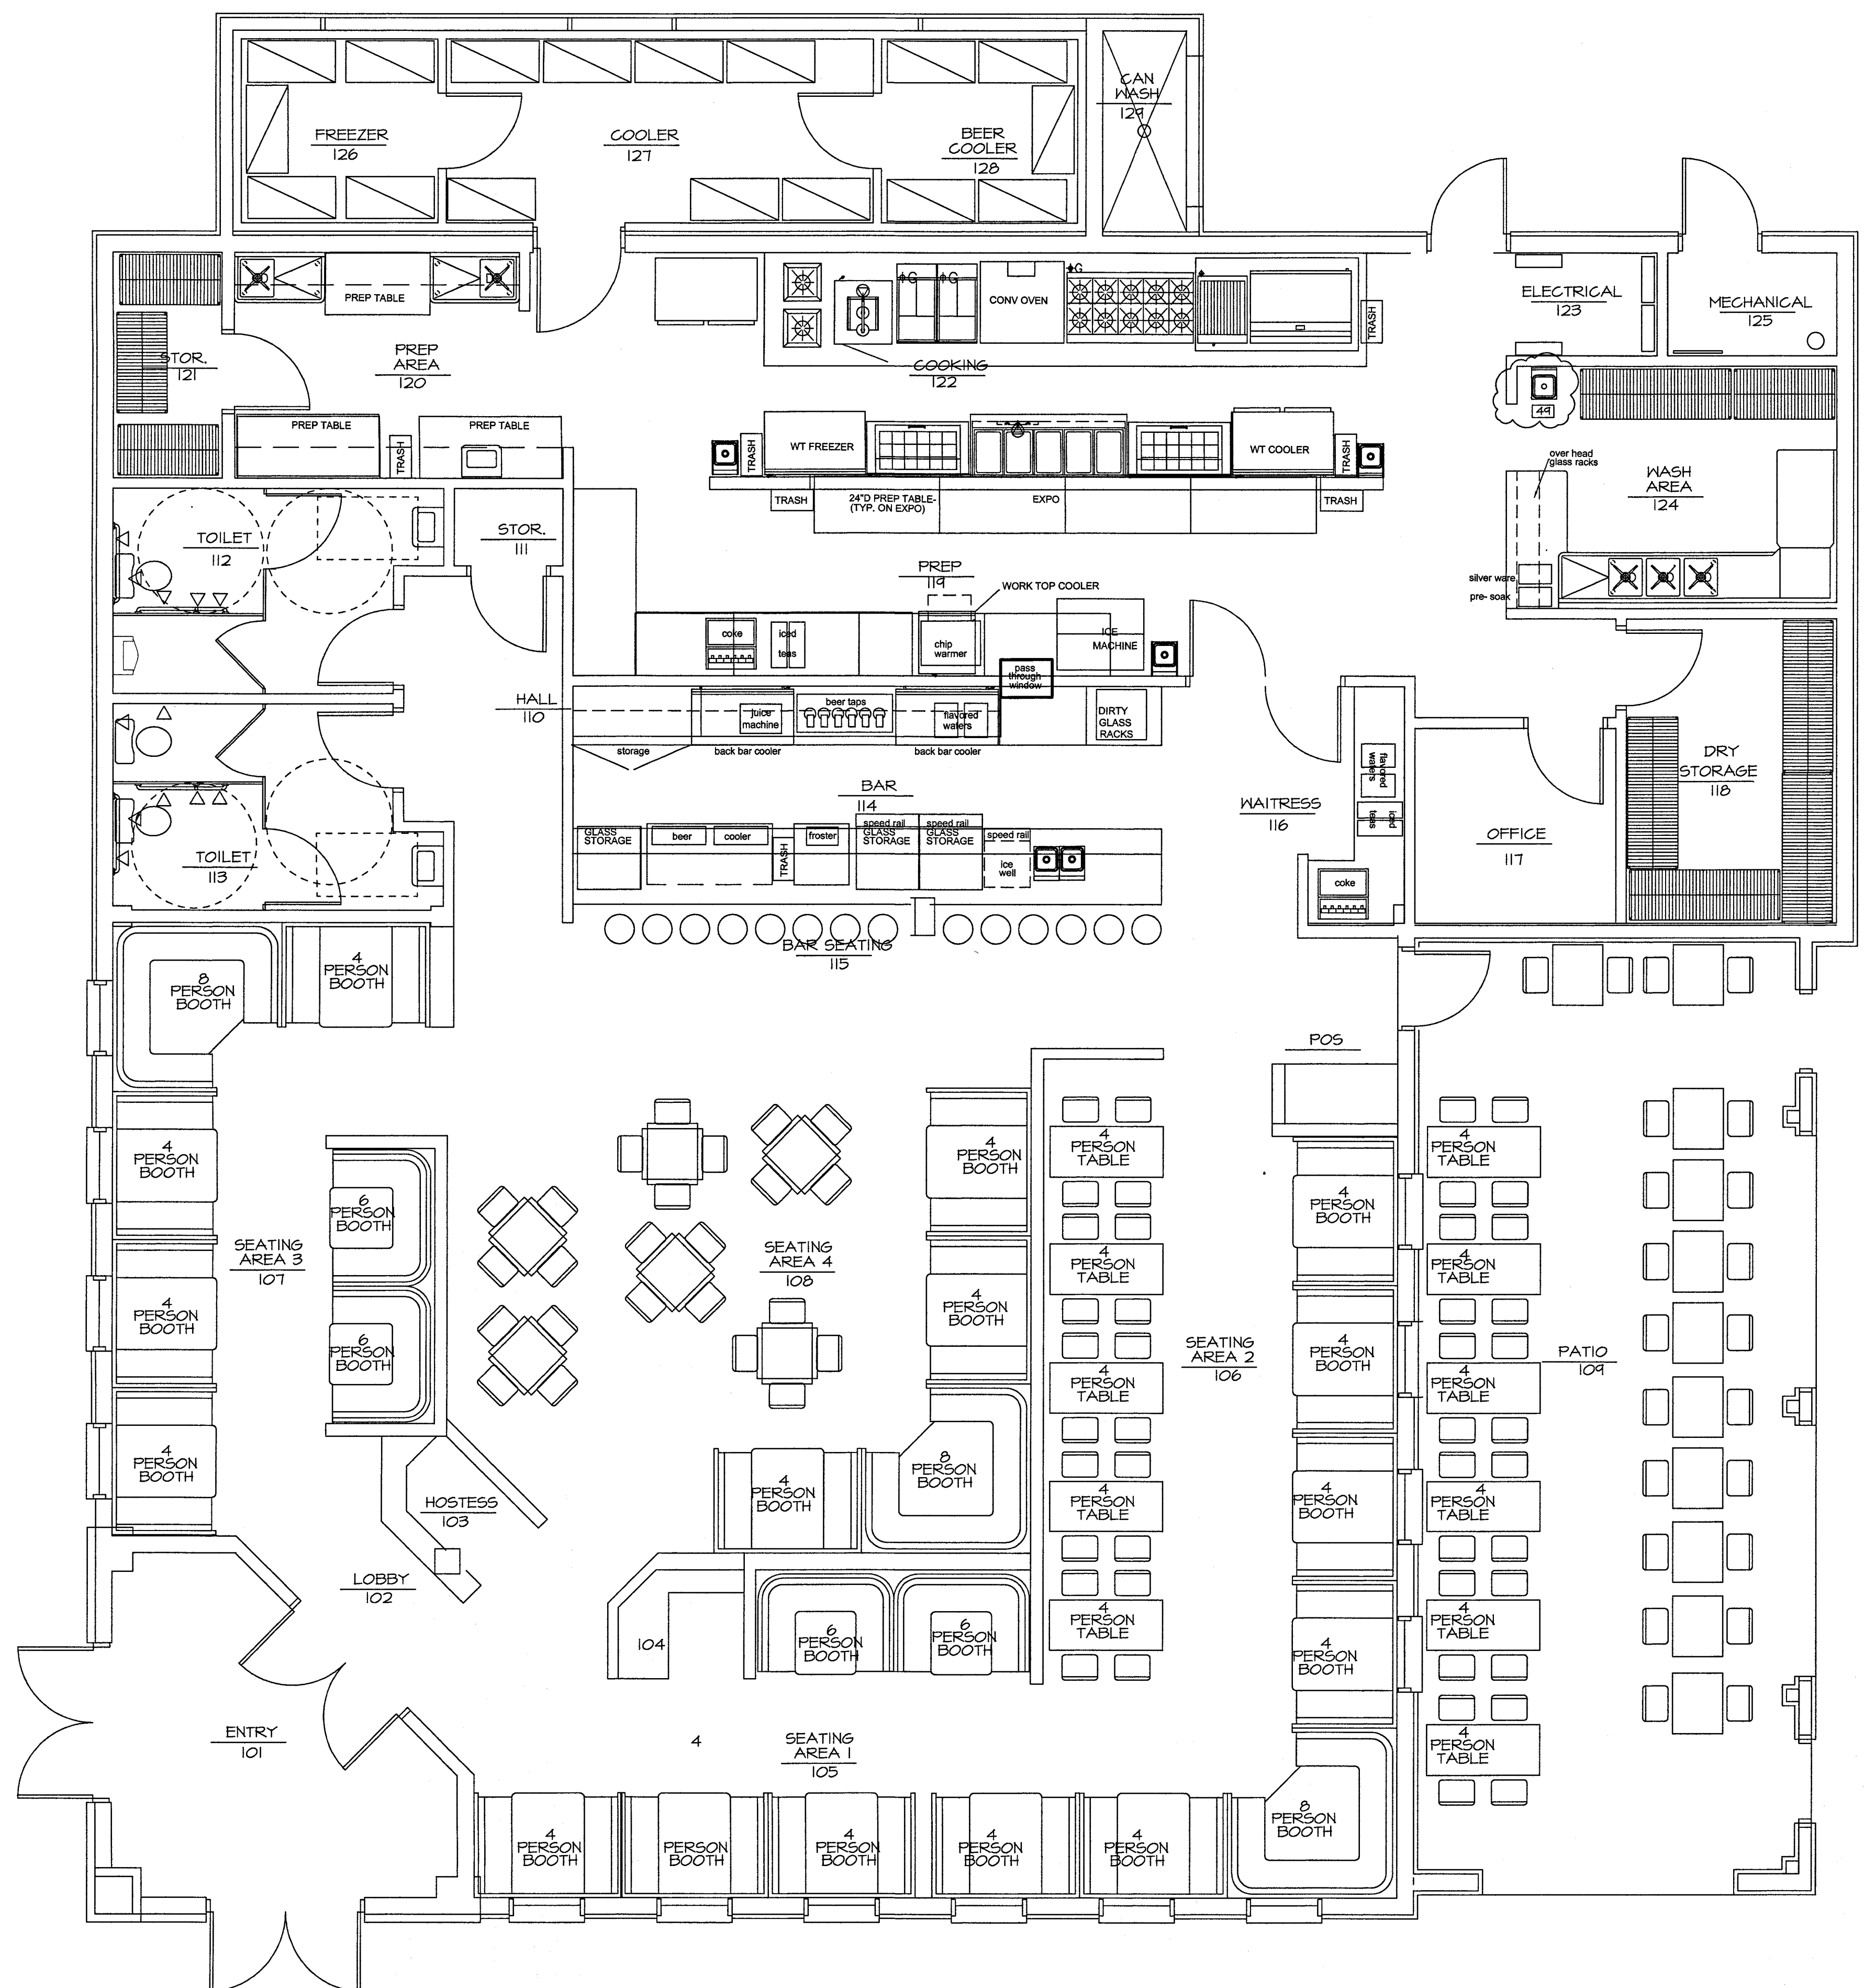 CAN
WASH
129
FREEZER
126
COOLER
127
BEER
COOLER
128
PREP TABLE
CONV OVEN
G
G
G
TRASH
ELECTRICAL
123
MECHANICAL
125
STOR.
121
PREP
AREA
120
COOKING
122
49
PREP TABLE
TRASH
PREP TABLE
TRASH
WT FREEZER
WT COOLER
TRASH
over head
glass racks
WASH
AREA
124
TRASH
24"D PREP TABLE-
(TYP. ON EXPO)
EXPO
TRASH
TOILET
112
STOR.
111
PREP
119
WORK TOP COOLER
silver ware
pre- soak
coke
iced
teas
chip
warmer
ICE
MACHINE
pass
through
window
HALL
110
juice
machine
beer taps
flavored
waters
DIRTY
GLASS
RACKS
storage
back bar cooler
back bar cooler
flavored
waters
DRY
STORAGE
118
BAR
114
WAITRESS
116
iced
teas
OFFICE
117
GLASS
STORAGE
beer
cooler
TRASH
froster
speed rail
GLASS
STORAGE
speed rail
GLASS
STORAGE
speed rail
ice
well
coke
TOILET
113
BAR SEATING
115
8
PERSON
BOOTH
4
PERSON
BOOTH
POS
4
PERSON
BOOTH
6
PERSON
BOOTH
4
PERSON
BOOTH
4
PERSON
TABLE
4
PERSON
BOOTH
4
PERSON
TABLE
SEATING
AREA 3
107
SEATING
AREA 4
108
4
PERSON
TABLE
4
PERSON
TABLE
4
PERSON
BOOTH
6
PERSON
BOOTH
4
PERSON
BOOTH
SEATING
AREA 2
106
4
PERSON
BOOTH
4
PERSON
TABLE
4
PERSON
TABLE
PATIO
109
4
PERSON
BOOTH
HOSTESS
103
4
PERSON
BOOTH
8
PERSON
BOOTH
4
PERSON
TABLE
4
PERSON
BOOTH
4
PERSON
TABLE
LOBBY
102
104
6
PERSON
BOOTH
6
PERSON
BOOTH
4
PERSON
TABLE
4
PERSON
BOOTH
4
PERSON
TABLE
ENTRY
101
4
SEATING
AREA 1
105
4
PERSON
TABLE
4
PERSON
BOOTH
PERSON
BOOTH
4
PERSON
BOOTH
4
PERSON
BOOTH
4
PERSON
BOOTH
8
PERSON
BOOTH